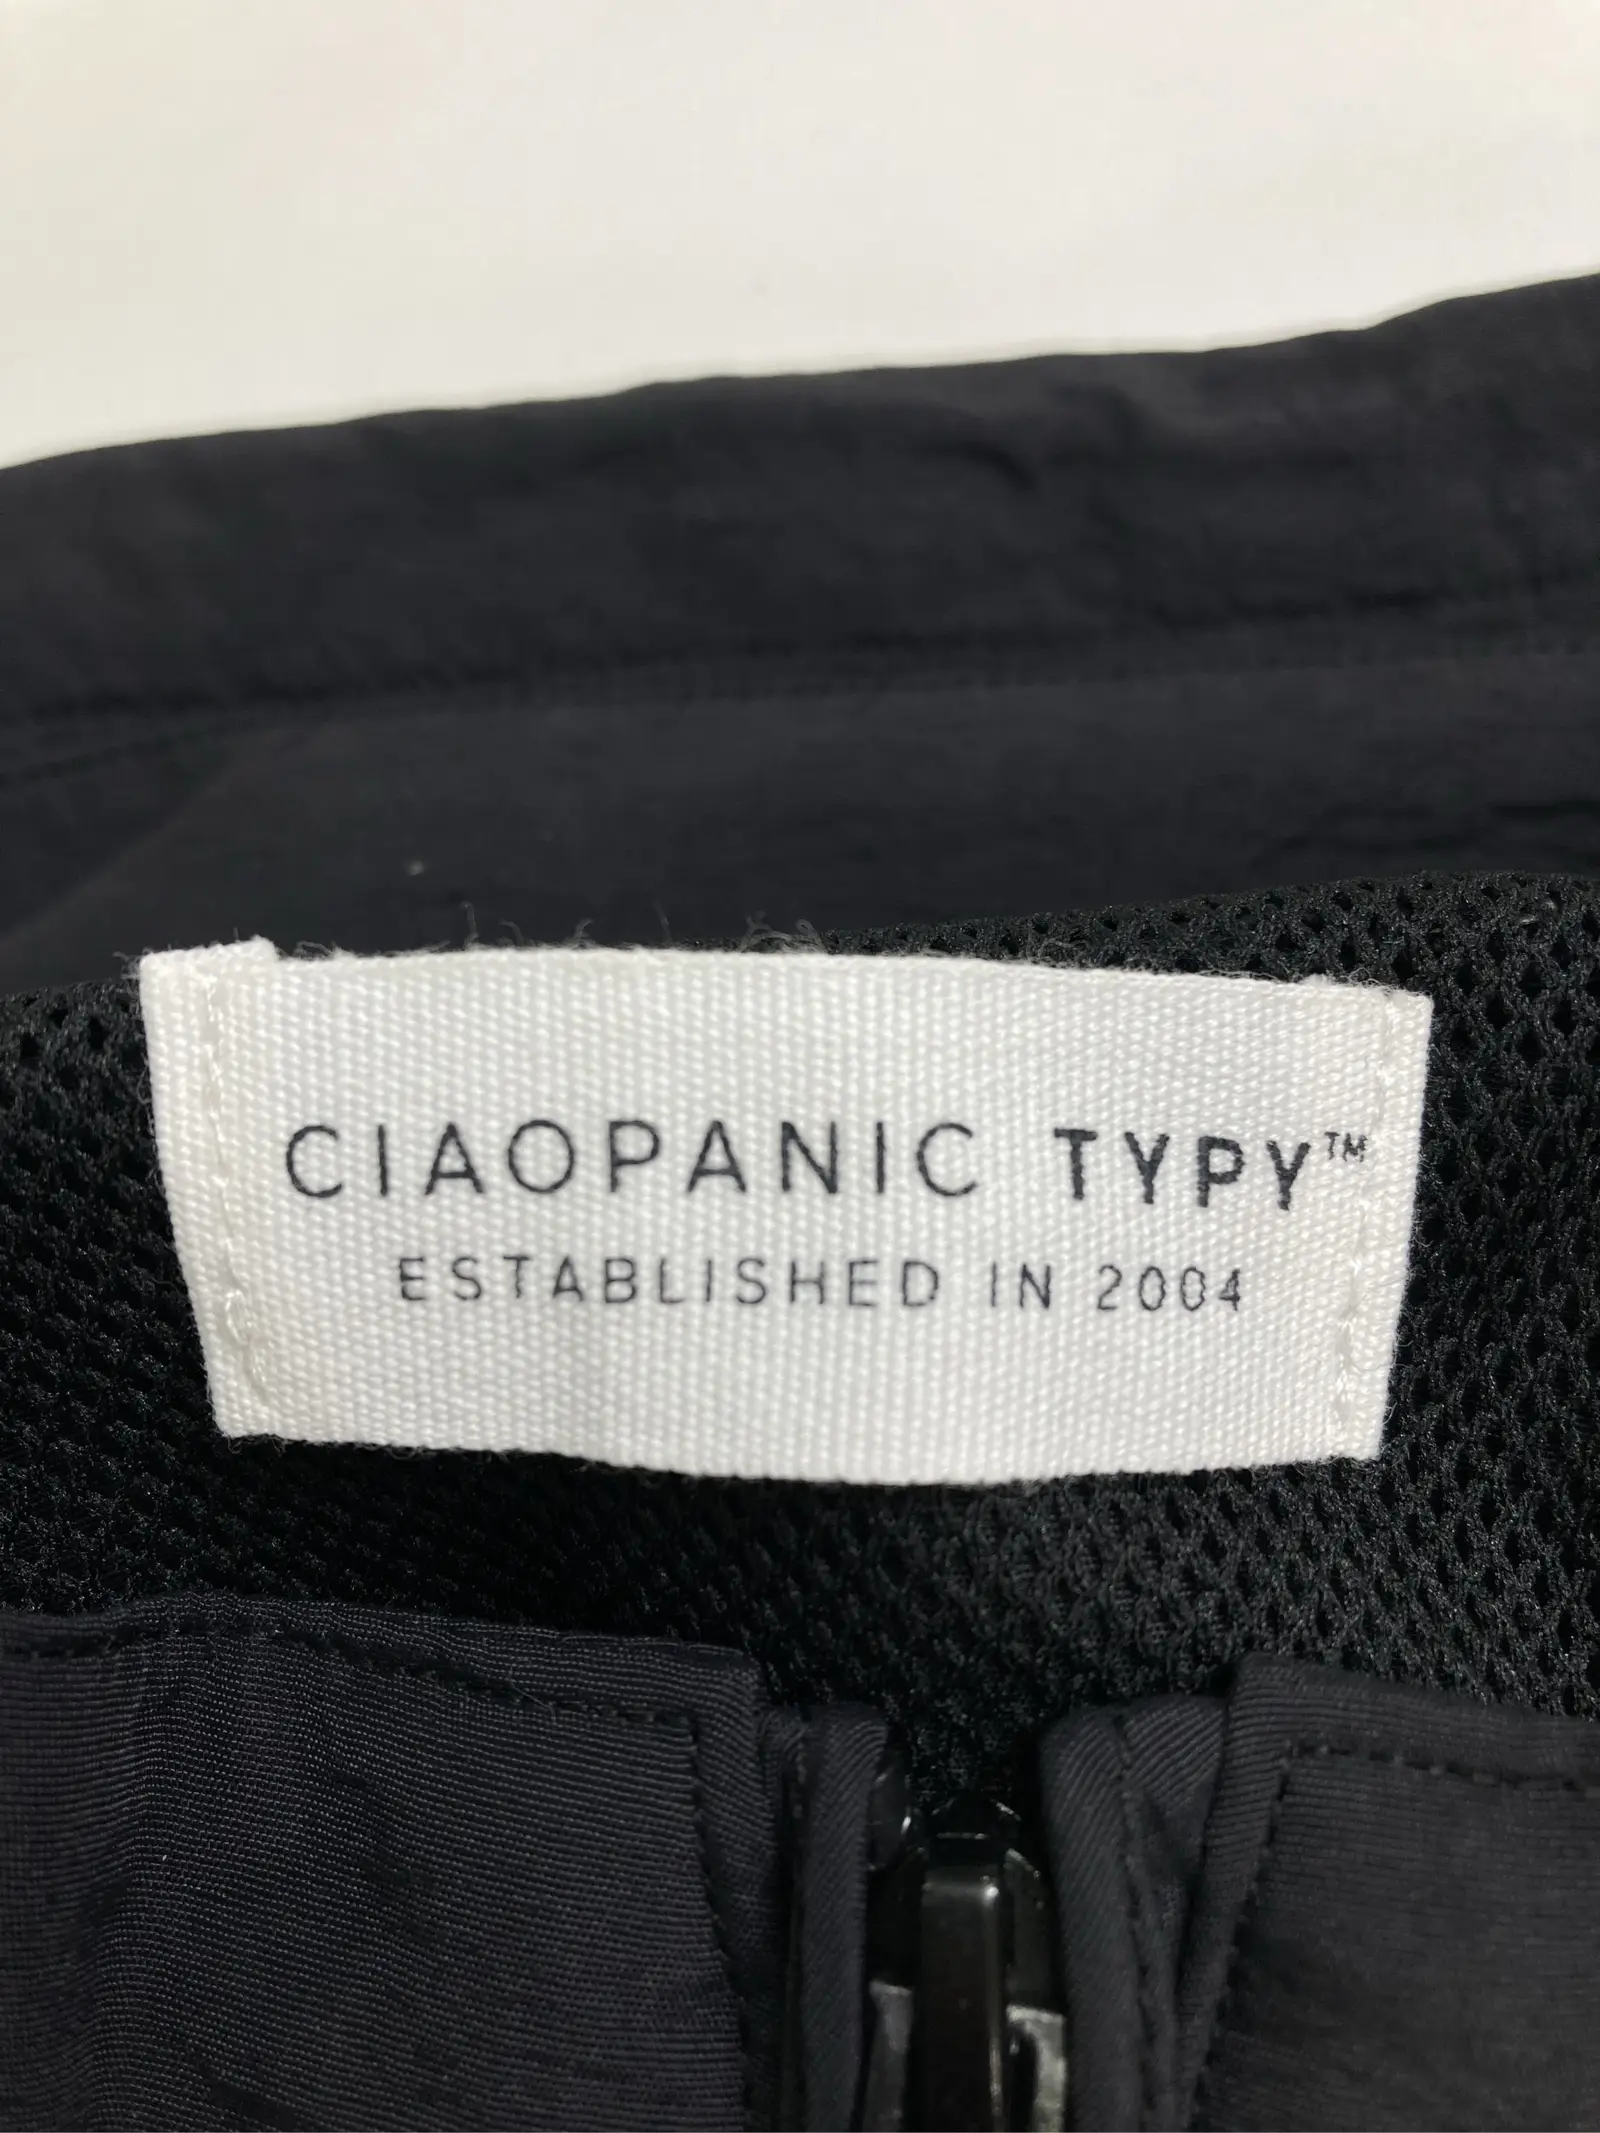 CIAOPANIC TYPY™
ESTABLISHED IN 2004